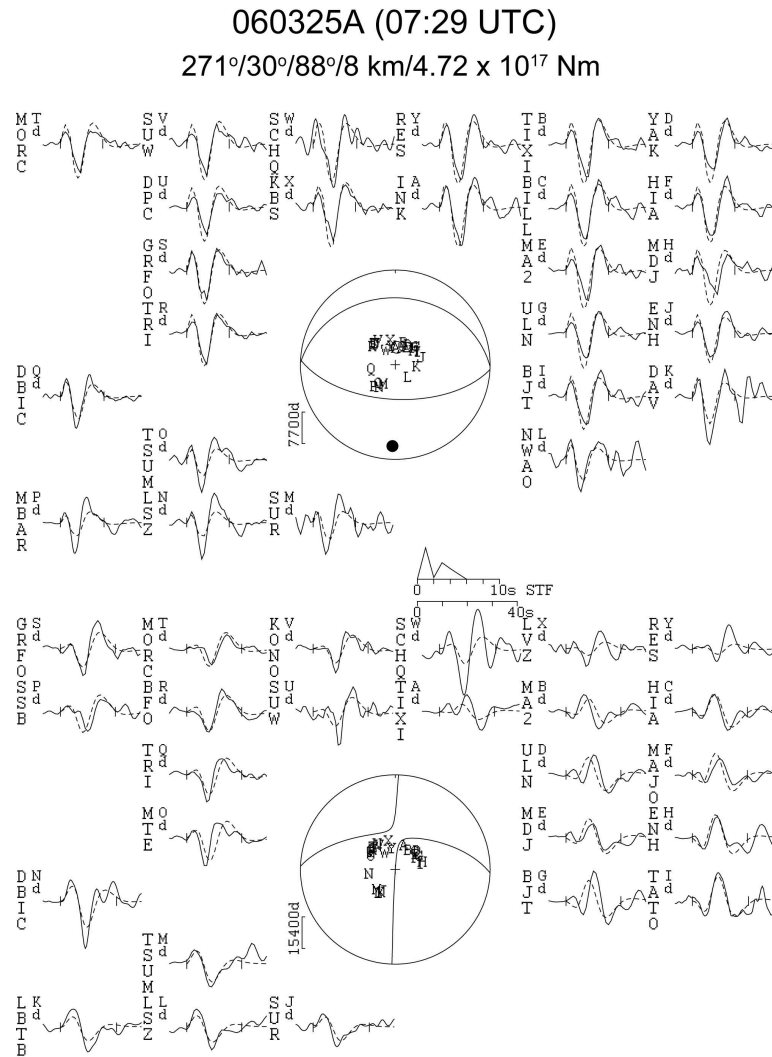 060325A (07:29 UTC)
271°/30°/88°/8 km/4.72 x 10¹⁷ Nm
MORC T d
SUW V d
SCHQ W d
RES Y d
TIXI B d
YAK D d
DPC U d
KBS X d
INK A d
BILL C d
HIA F d
GRFO S d
MA2 E d
MDJ H d
TRI R d
ULN G d
ENH J d
DBIC Q d
BJT I d
DAV K d
7700d
TSUM O d
NWAO L d
MBAR P d
LSZ N d
SUR M d
0 10s STF
0 40s
GRFO S d
MORC T d
KONO V d
SCHQ W d
LVZ X d
RES Y d
SSB P d
BFO R d
SUW U d
TIXI A d
MA2 B d
HIA C d
TRI Q d
ULN D d
MAJO F d
MTE O d
MDJ E d
ENH H d
DBIC N d
BJT G d
TATO I d
15400d
TSUM M d
LBTB K d
LSZ L d
SUR J d